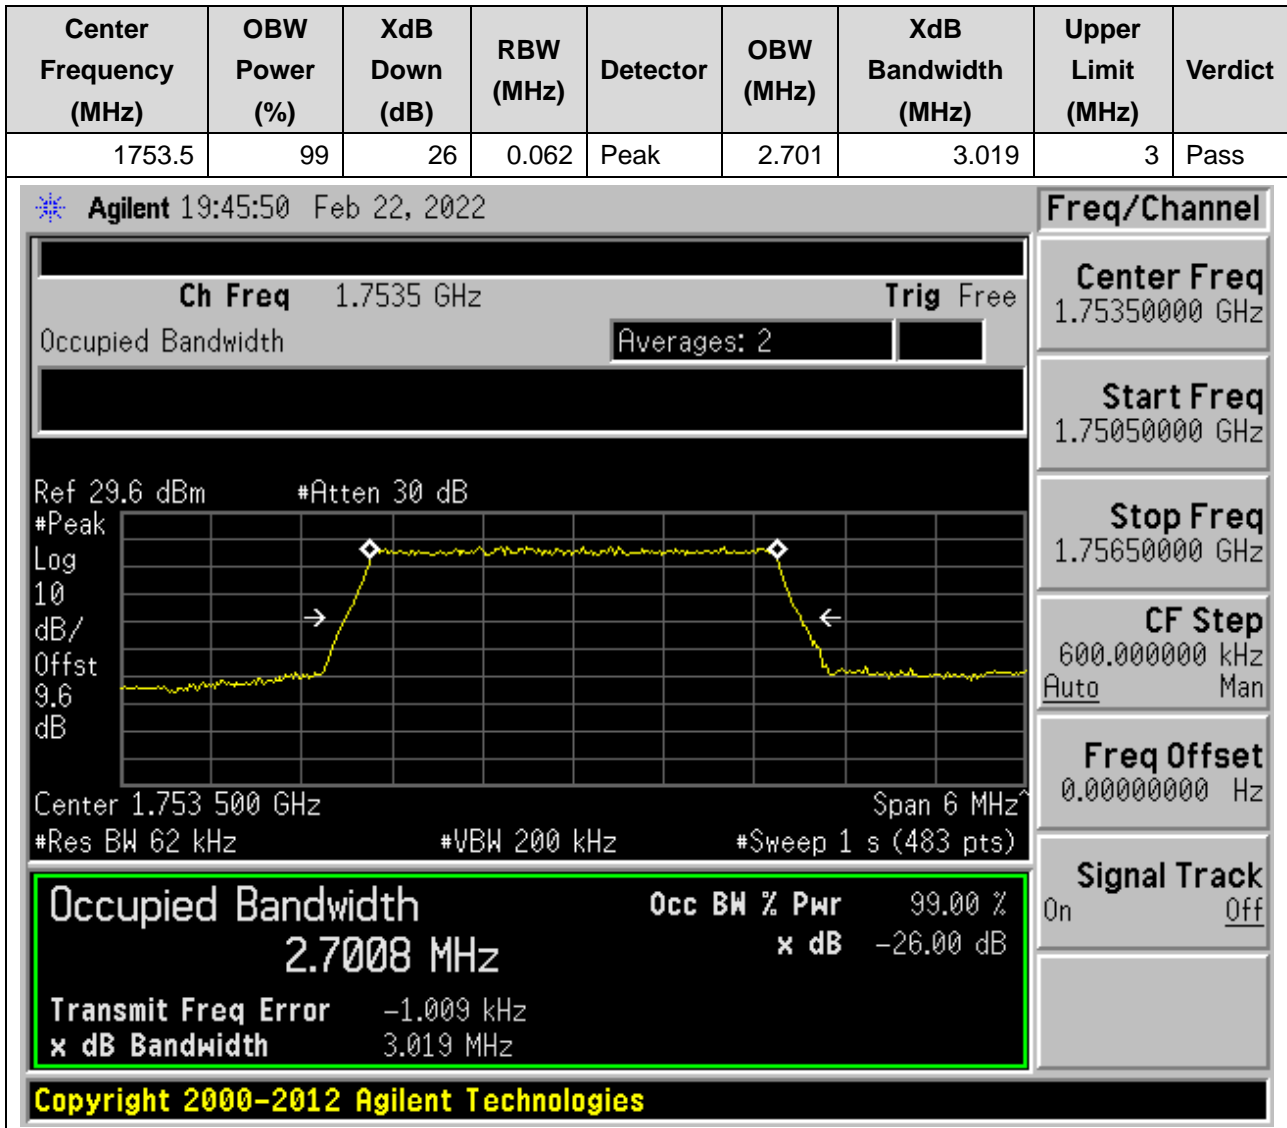 Center Frequency (MHz) OBW Power (%) XdB Down (dB) RBW (MHz) Detector OBW (MHz) XdB Bandwidth (MHz) Upper Limit (MHz) Verdict
1753.5 99 26 0.062 Peak 2.701 3.019 3 Pass
Agilent 19:45:50 Feb 22, 2022
Freq/Channel
Ch Freq 1.7535 GHz Trig Free
Occupied Bandwidth Averages: 2
Center Freq
1.75350000 GHz
Start Freq
1.75050000 GHz
Stop Freq
1.75650000 GHz
CF Step
600.000000 kHz
Auto Man
Freq Offset
0.00000000 Hz
Signal Track
On Off
Ref 29.6 dBm #Atten 30 dB
#Peak
Log
10
dB/
Offst
9.6
dB
Center 1.753 500 GHz Span 6 MHz^
#Res BW 62 kHz #VBW 200 kHz #Sweep 1 s (483 pts)
Occupied Bandwidth
2.7008 MHz
Occ BW % Pwr 99.00 %
x dB -26.00 dB
Transmit Freq Error -1.009 kHz
x dB Bandwidth 3.019 MHz
Copyright 2000-2012 Agilent Technologies